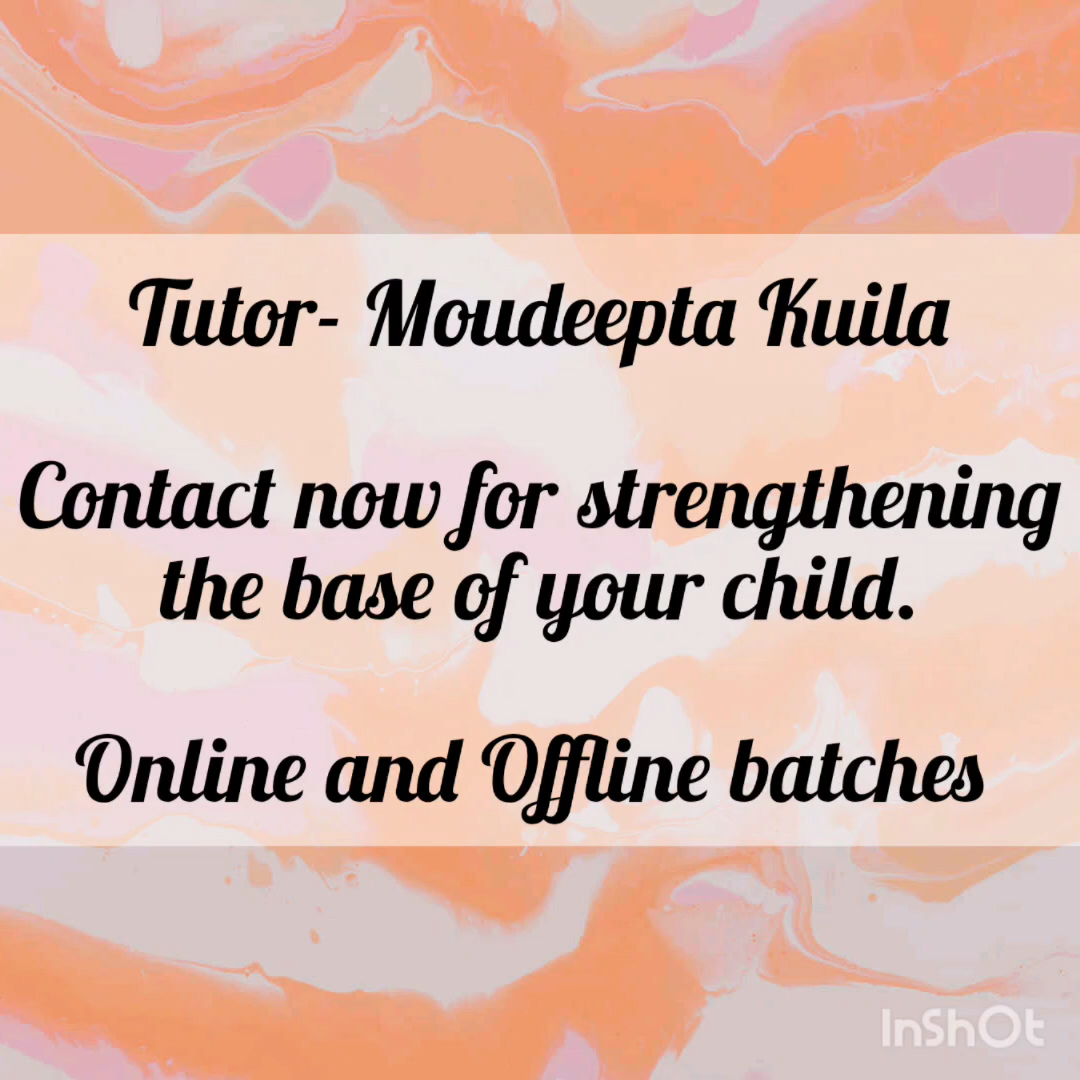 Tutor- Moudeepta Kuila
Contact now for strengthening
the base of your child.
Online and Offline batches
InShOt